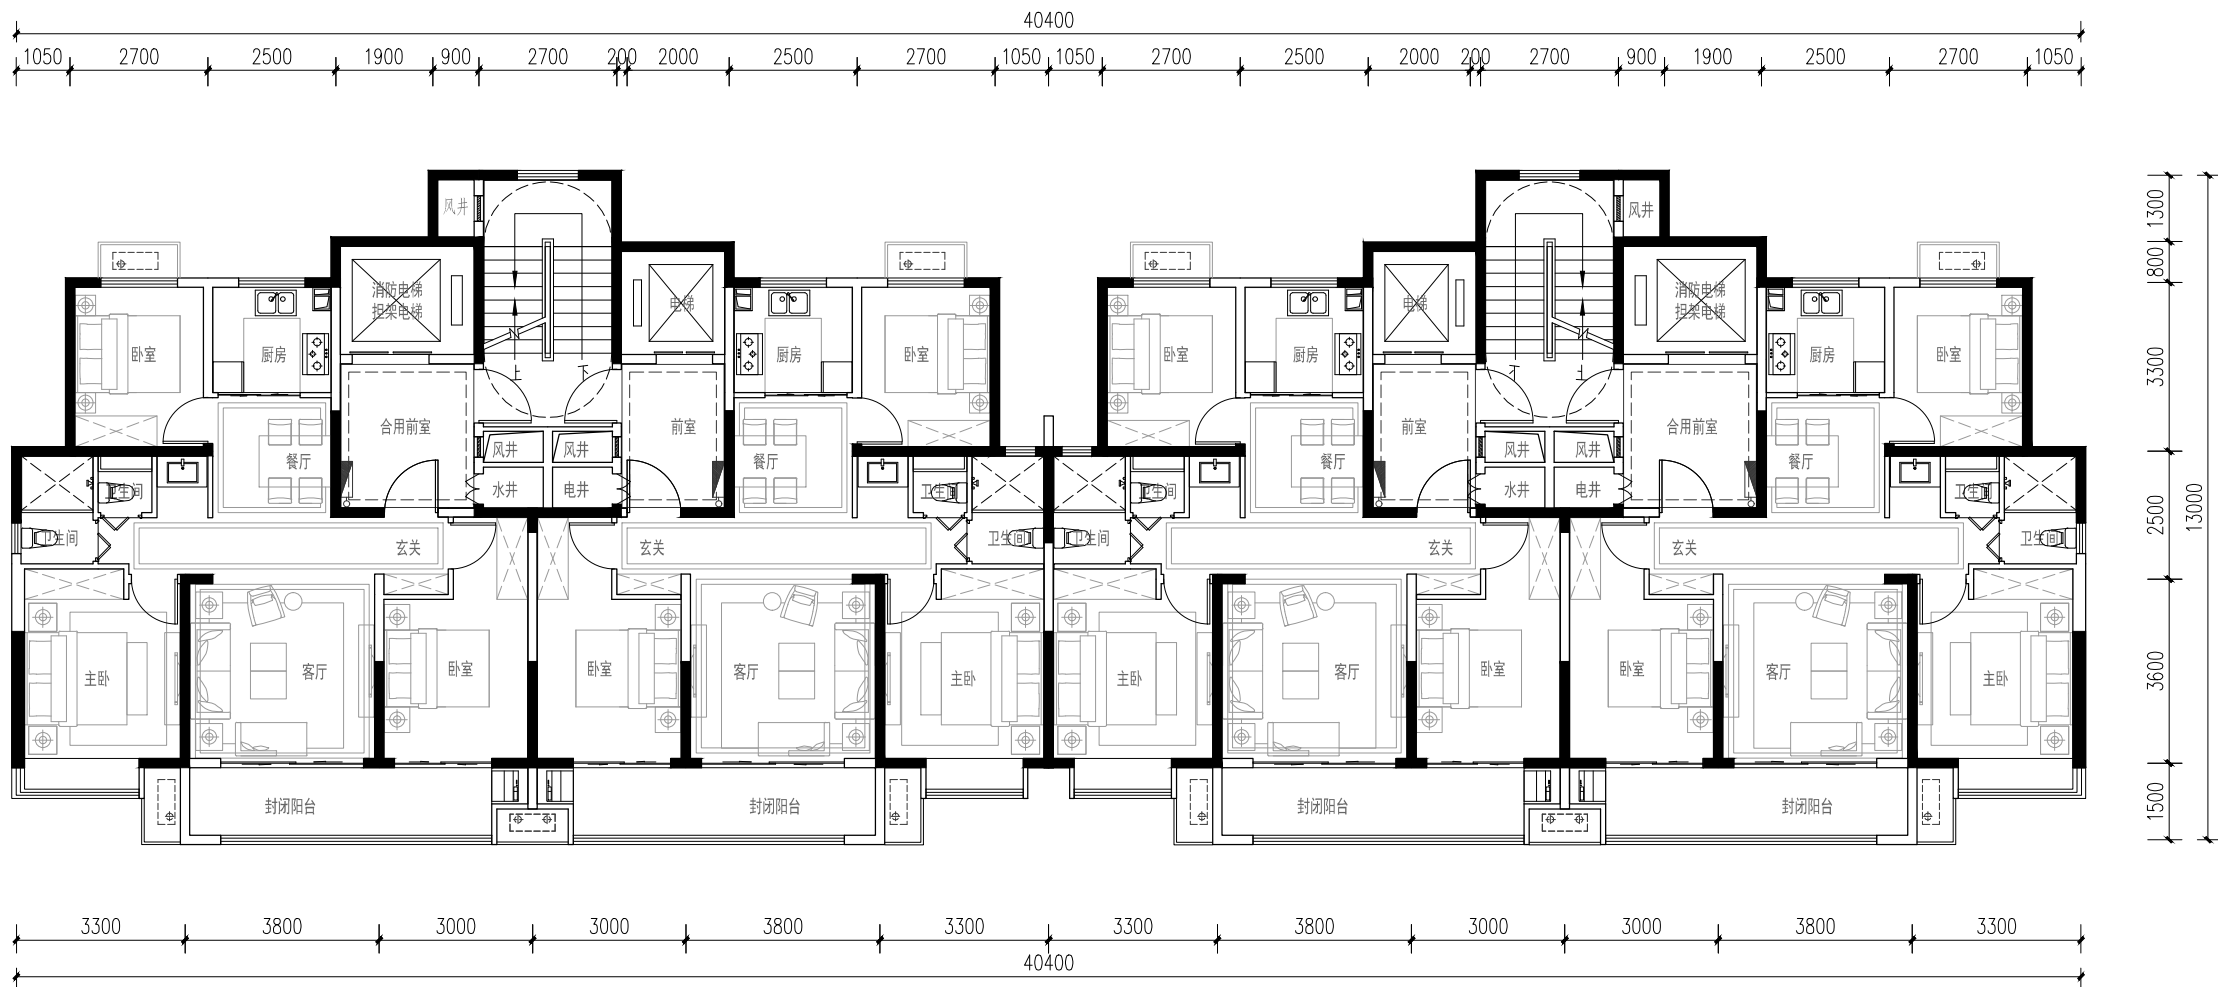 40400
1050 2700 2500 1900 900 2700 200 2000 2500 2700 1050 1050 2700 2500 2000 200 2700 900 1900 2500 2700 1050
风井 风井
消防电梯 电梯 电梯 消防电梯
担架电梯 担架电梯
卧室 厨房 厨房 卧室 卧室 厨房 厨房 卧室
上 下 下 上
合用前室 前室 前室 合用前室
风井 风井 风井 风井
餐厅 餐厅 餐厅 餐厅
卫生间 水井 电井 卫生间 卫生间 水井 电井 卫生间
卫生间 玄关 玄关 卫生间 卫生间 玄关 玄关 卫生间
主卧 客厅 卧室 卧室 客厅 主卧 主卧 客厅 卧室 卧室 客厅 主卧
封闭阳台 封闭阳台 封闭阳台 封闭阳台
1300
800
3300
2500
3600
1500
13000
3300 3800 3000 3000 3800 3300 3300 3800 3000 3000 3800 3300
40400